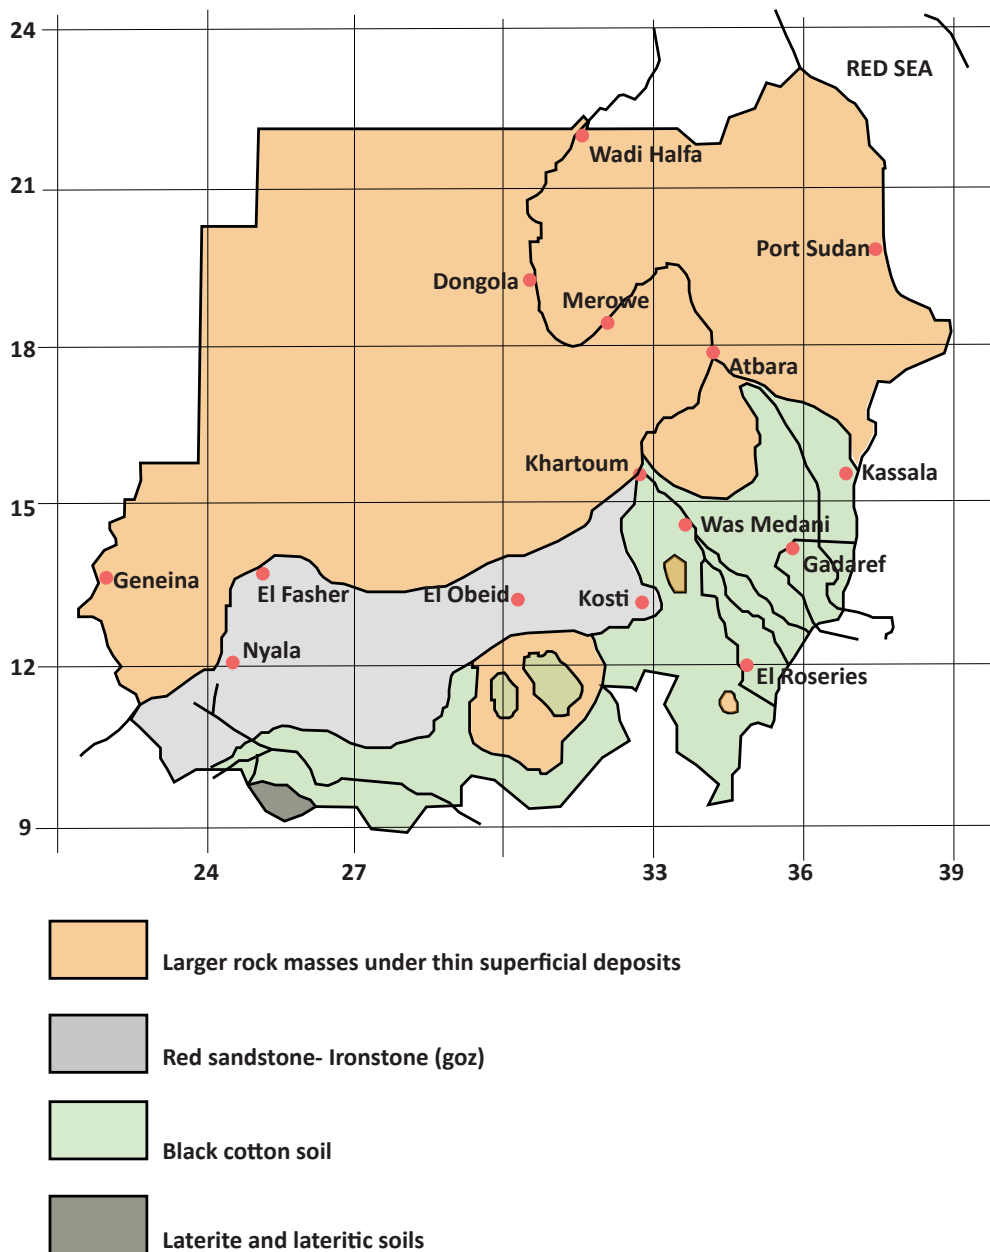 24
RED SEA
Wadi Halfa
21
Port Sudan
Dongola
Merowe
18
Atbara
Khartoum
Kassala
15
Was Medani
Gadaref
Geneina
El Fasher
El Obeid
Kosti
Nyala
12
El Roseries
9
24
27
33
36
39
Larger rock masses under thin superficial deposits
Red sandstone- Ironstone (goz)
Black cotton soil
Laterite and lateritic soils